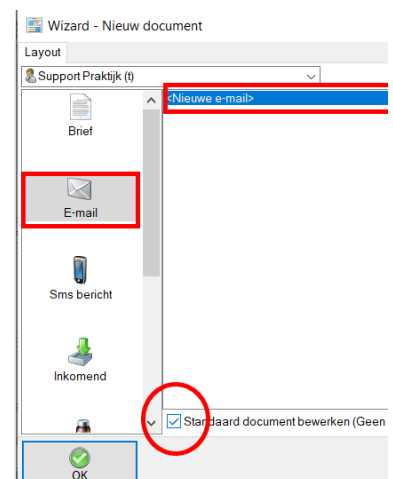 Wizard - Nieuw document
Layout
Support Praktijk (t)
<Nieuwe e-mail>
Brief
E-mail
Sms bericht
Inkomend
Standaard document bewerken (Geen
OK